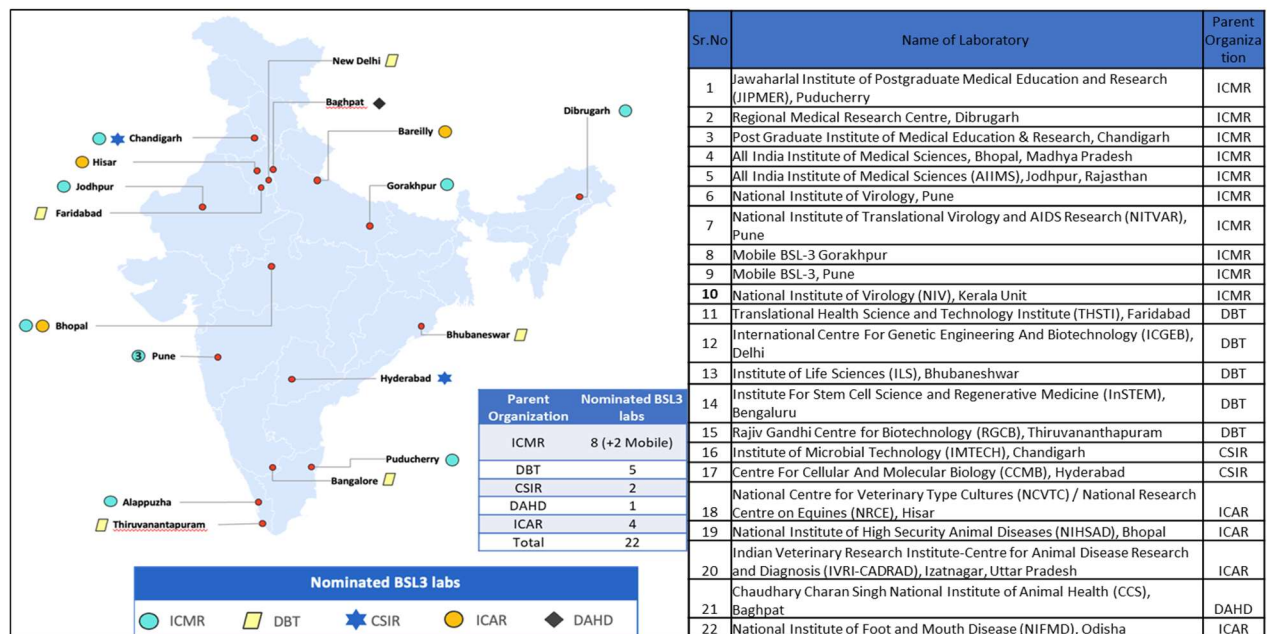 New Delhi
Baghpat
Dibrugarh
Chandigarh
Bareilly
Hisar
Jodhpur
Gorakhpur
Faridabad
Bhopal
Bhubaneswar
3 Pune
Hyderabad
Puducherry
Bangalore
Alappuzha
Thiruvanantapuram
Parent Organization Nominated BSL3 labs
ICMR 8 (+2 Mobile)
DBT 5
CSIR 2
DAHD 1
ICAR 4
Total 22
Nominated BSL3 labs
ICMR DBT CSIR ICAR DAHD
Sr.No Name of Laboratory Parent Organiza tion
1 Jawaharlal Institute of Postgraduate Medical Education and Research
(JIPMER), Puducherry ICMR
2 Regional Medical Research Centre, Dibrugarh ICMR
3 Post Graduate Institute of Medical Education & Research, Chandigarh ICMR
4 All India Institute of Medical Sciences, Bhopal, Madhya Pradesh ICMR
5 All India Institute of Medical Sciences (AIIMS), Jodhpur, Rajasthan ICMR
6 National Institute of Virology, Pune ICMR
7 National Institute of Translational Virology and AIDS Research (NITVAR),
Pune ICMR
8 Mobile BSL-3 Gorakhpur ICMR
9 Mobile BSL-3, Pune ICMR
10 National Institute of Virology (NIV), Kerala Unit ICMR
11 Translational Health Science and Technology Institute (THSTI), Faridabad DBT
12 International Centre For Genetic Engineering And Biotechnology (ICGEB),
Delhi DBT
13 Institute of Life Sciences (ILS), Bhubaneshwar DBT
14 Institute For Stem Cell Science and Regenerative Medicine (InSTEM),
Bengaluru DBT
15 Rajiv Gandhi Centre for Biotechnology (RGCB), Thiruvananthapuram DBT
16 Institute of Microbial Technology (IMTECH), Chandigarh CSIR
17 Centre For Cellular And Molecular Biology (CCMB), Hyderabad CSIR
18 National Centre for Veterinary Type Cultures (NCVTC) / National Research
Centre on Equines (NRCE), Hisar ICAR
19 National Institute of High Security Animal Diseases (NIHSAD), Bhopal ICAR
20 Indian Veterinary Research Institute-Centre for Animal Disease Research
and Diagnosis (IVRI-CADRAD), Izatnagar, Uttar Pradesh ICAR
21 Chaudhary Charan Singh National Institute of Animal Health (CCS),
Baghpat DAHD
22 National Institute of Foot and Mouth Disease (NIFMD), Odisha ICAR